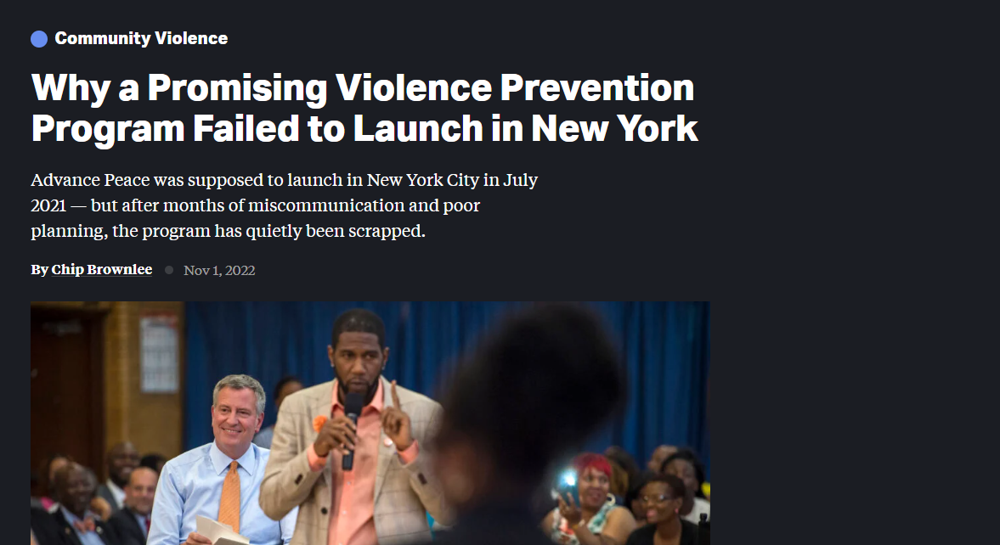 Community Violence
Why a Promising Violence Prevention
Program Failed to Launch in New York
Advance Peace was supposed to launch in New York City in July
2021 — but after months of miscommunication and poor
planning, the program has quietly been scrapped.
By Chip Brownlee Nov 1, 2022